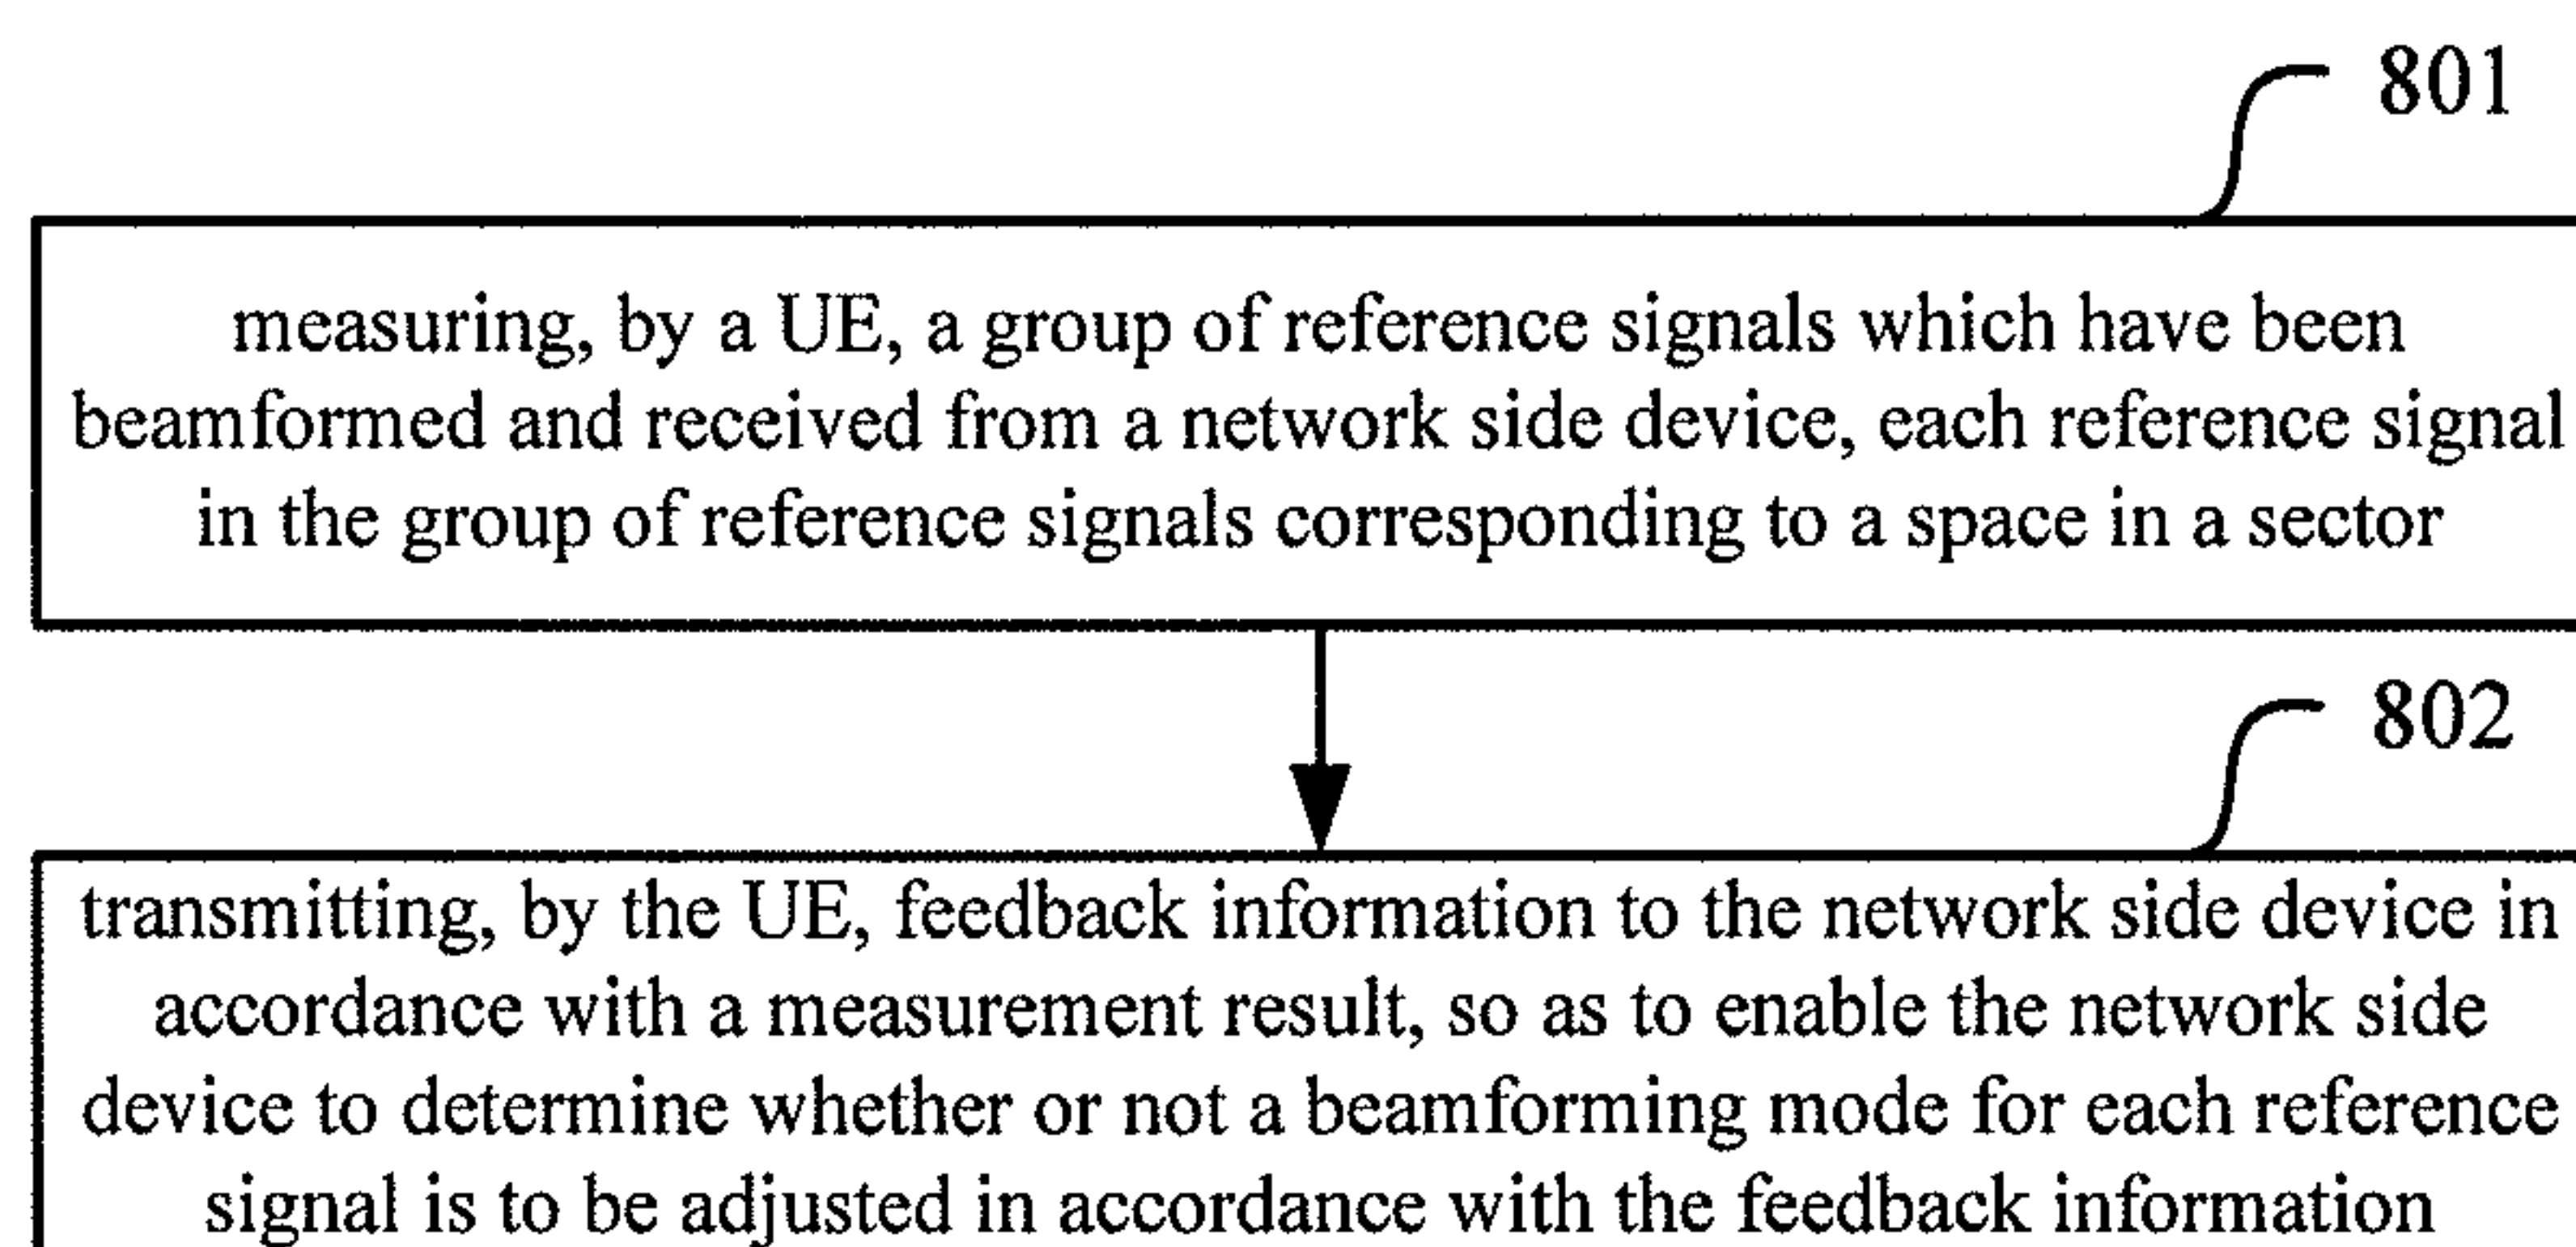 801
measuring, by a UE, a group of reference signals which have been
beamformed and received from a network side device, each reference signal
in the group of reference signals corresponding to a space in a sector
802
transmitting, by the UE, feedback information to the network side device in
accordance with a measurement result, so as to enable the network side
device to determine whether or not a beamforming mode for each reference
signal is to be adjusted in accordance with the feedback information